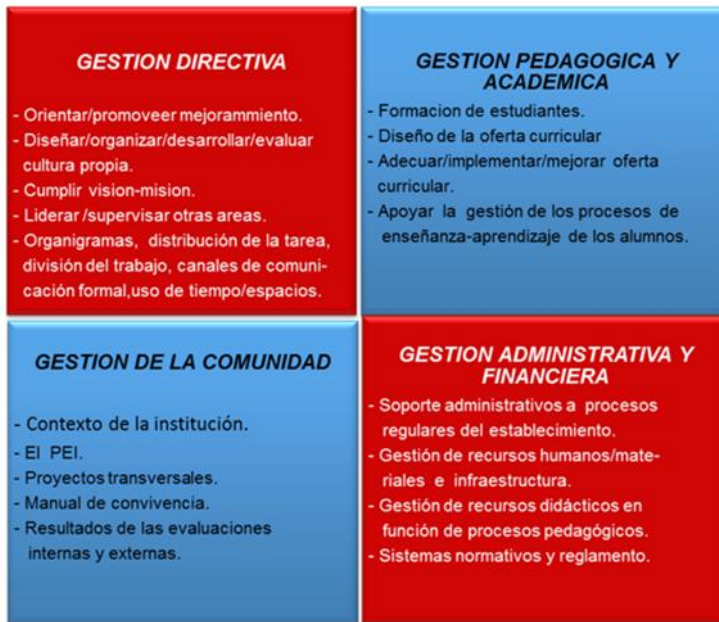 GESTION DIRECTIVA
- Orientar/promoveer mejorammiento.
- Diseñar/organizar/desarrollar/evaluar
cultura propia.
- Cumplir vision-mision.
- Liderar /supervisar otras areas.
- Organigramas, distribución de la tarea,
división del trabajo, canales de comuni-
cación formal,uso de tiempo/espacios.
GESTION PEDAGOGICA Y
ACADEMICA
- Formacion de estudiantes.
- Diseño de la oferta curricular
- Adecuar/implementar/mejorar oferta
curricular.
- Apoyar la gestión de los procesos de
enseñanza-aprendizaje de los alumnos.
GESTION DE LA COMUNIDAD
- Contexto de la institución.
- El PEI.
- Proyectos transversales.
- Manual de convivencia.
- Resultados de las evaluaciones
internas y externas.
GESTION ADMINISTRATIVA Y
FINANCIERA
- Soporte administrativos a procesos
regulares del establecimiento.
- Gestión de recursos humanos/mate-
riales e infraestructura.
- Gestión de recursos didácticos en
función de procesos pedagógicos.
- Sistemas normativos y reglamento.